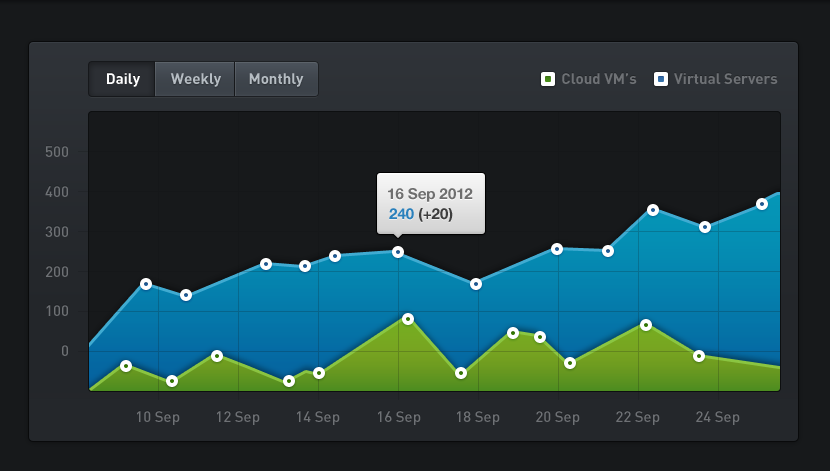 Daily Weekly Monthly
Cloud VM's Virtual Servers
500
400
300
200
100
0
16 Sep 2012
240 (+20)
10 Sep 12 Sep 14 Sep 16 Sep 18 Sep 20 Sep 22 Sep 24 Sep